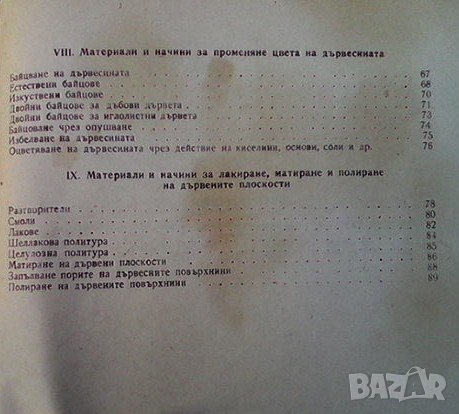 VIII. Материали и начини за променяне цвета на дървесината
Байцване на дървесината . . . . . . . . . . . . . . . 67
Естествени байцове . . . . . . . . . . . . . . . 68
Изкуствени байцове . . . . . . . . . . . . . . . 70
Двойни байцове за дъбови дървета . . . . . . . . . . . . 71
Двойни байцове за иглолистни дървета . . . . . . . . . . . 73
Байцоване чрез опушване . . . . . . . . . . . . . . . 74
Избелване на дървесината . . . . . . . . . . . . . . . 75
Оцветяване на дървесината чрез действие на киселини, основи, соли и др. 76
IX. Материали и начини за лакиране, матиране и полиране
на дървените плоскости
Разтворители . . . . . . . . . . . . . . . 78
Смоли . . . . . . . . . . . . . . . 80
Лакове . . . . . . . . . . . . . . . 82
Шеллакова политура . . . . . . . . . . . . . . . 84
Целулозна политура . . . . . . . . . . . . . . . 85
Матиране на дървени плоскости . . . . . . . . . . . . 86
Запълване порите на дървесните повърхнини . . . . . . . . . 88
Полиране на дървените повърхнини . . . . . . . . . . . 89
BAZAR
.bg